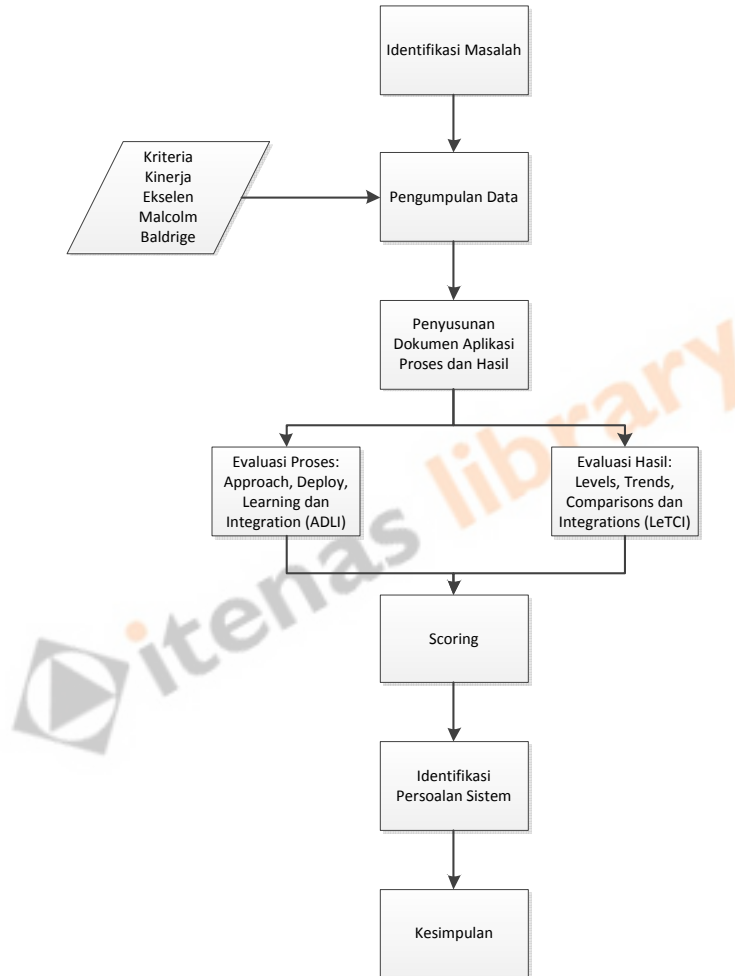 Identifikasi Masalah
Kriteria
Kinerja
Ekselen
Malcolm
Baldrige
Pengumpulan Data
Penyusunan
Dokumen Aplikasi
Proses dan Hasil
Evaluasi Proses:
Approach, Deploy,
Learning dan
Integration (ADLI)
Evaluasi Hasil:
Levels, Trends,
Comparisons dan
Integrations (LeTCI)
Scoring
Identifikasi
Persoalan Sistem
Kesimpulan
itenas library